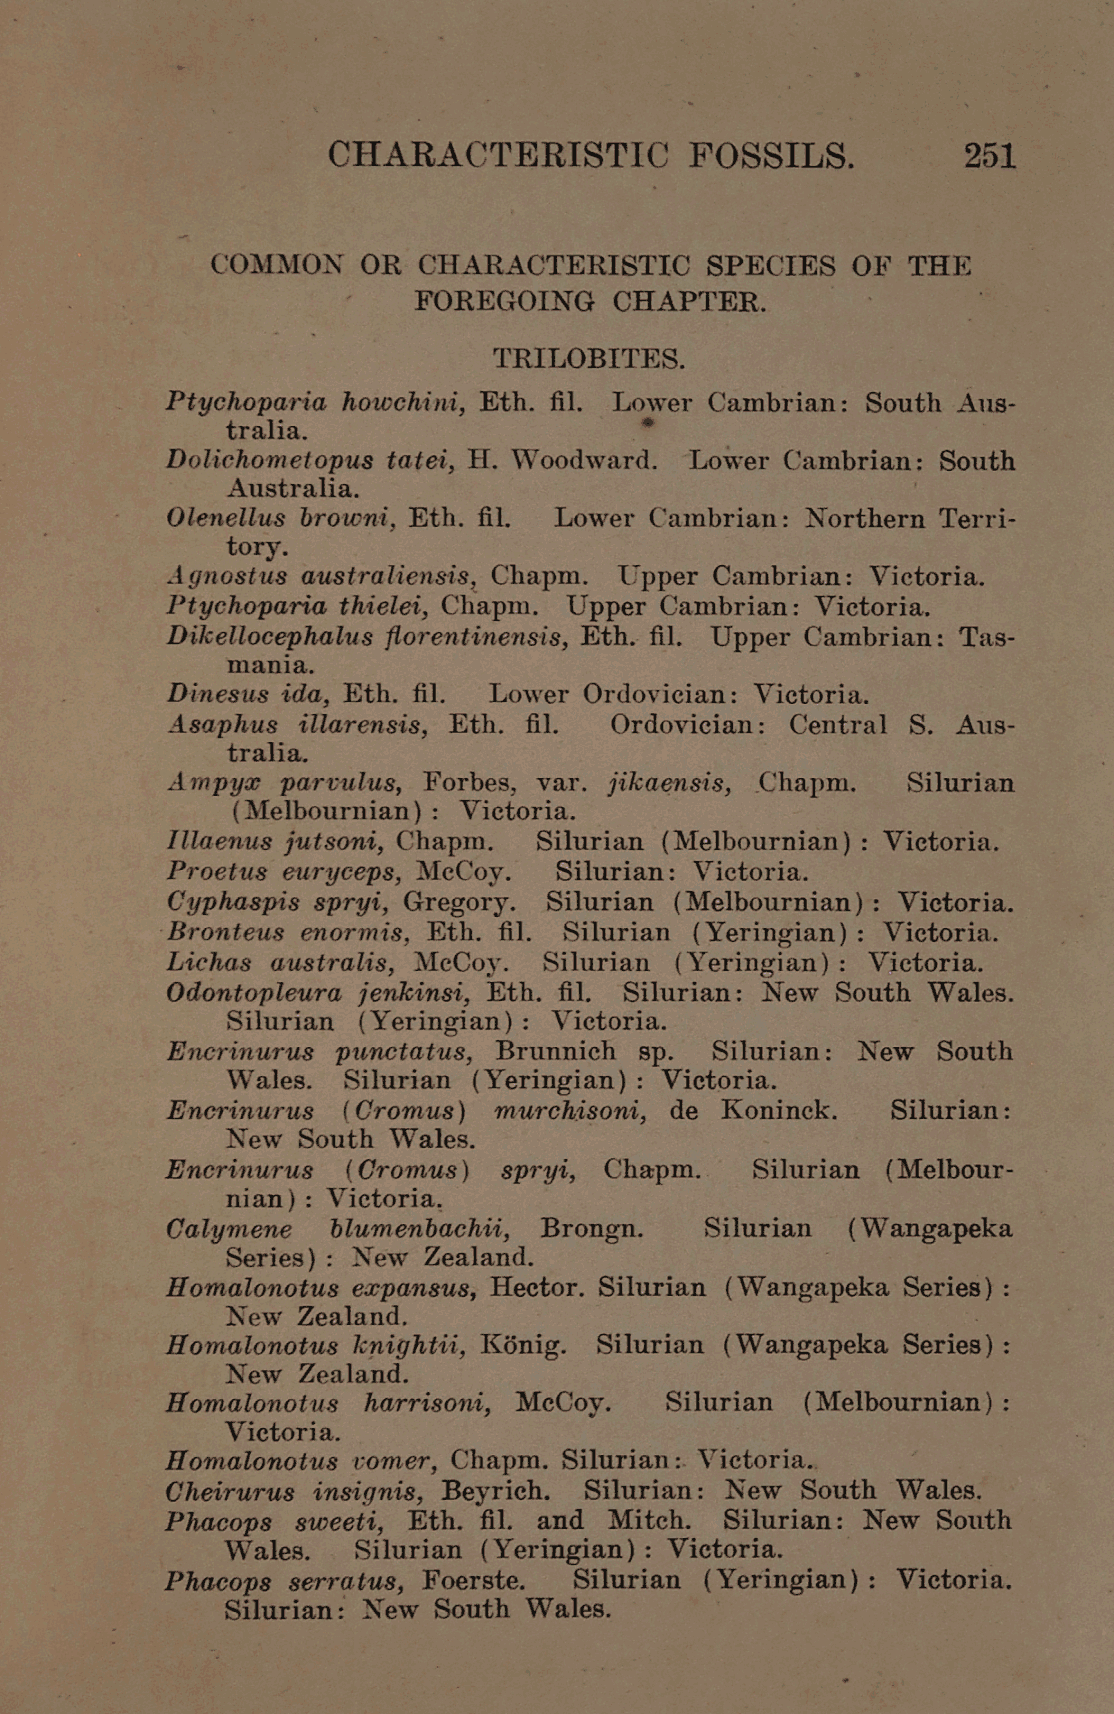 CHARACTERISTIC FOSSILS. 251
COMMON OR CHARACTERISTIC SPECIES OF THE
FOREGOING CHAPTER.
TRILOBITES.
Ptychoparia howchini, Eth. fil. Lower Cambrian: South Aus-
tralia.
Dolichometopus tatei, H. Woodward. Lower Cambrian: South
Australia.
Olenellus browni, Eth. fil. Lower Cambrian: Northern Terri-
tory.
Agnostus australiensis, Chapm. Upper Cambrian: Victoria.
Ptychoparia thielei, Chapm. Upper Cambrian: Victoria.
Dikellocephalus florentinensis, Eth. fil. Upper Cambrian: Tas-
mania.
Dinesus ida, Eth. fil. Lower Ordovician: Victoria.
Asaphus illarensis, Eth. fil. Ordovician: Central S. Aus-
tralia.
Ampyx parvulus, Forbes, var. jikaensis, Chapm. Silurian
(Melbournian): Victoria.
Illaenus jutsoni, Chapm. Silurian (Melbournian): Victoria.
Proetus euryceps, McCoy. Silurian: Victoria.
Cyphaspis spryi, Gregory. Silurian (Melbournian): Victoria.
Bronteus enormis, Eth. fil. Silurian (Yeringian): Victoria.
Lichas australis, McCoy. Silurian (Yeringian): Victoria.
Odontopleura jenkinsi, Eth. fil. Silurian: New South Wales.
Silurian (Yeringian): Victoria.
Encrinurus punctatus, Brunnich sp. Silurian: New South
Wales. Silurian (Yeringian): Victoria.
Encrinurus (Cromus) murchisoni, de Koninck. Silurian:
New South Wales.
Encrinurus (Cromus) spryi, Chapm. Silurian (Melbour-
nian): Victoria.
Calymene blumenbachii, Brongn. Silurian (Wangapeka
Series): New Zealand.
Homalonotus expansus, Hector. Silurian (Wangapeka Series):
New Zealand.
Homalonotus knightii, König. Silurian (Wangapeka Series):
New Zealand.
Homalonotus harrisoni, McCoy. Silurian (Melbournian):
Victoria.
Homalonotus vomer, Chapm. Silurian: Victoria.
Cheirurus insignis, Beyrich. Silurian: New South Wales.
Phacops sweeti, Eth. fil. and Mitch. Silurian: New South
Wales. Silurian (Yeringian): Victoria.
Phacops serratus, Foerste. Silurian (Yeringian): Victoria.
Silurian: New South Wales.